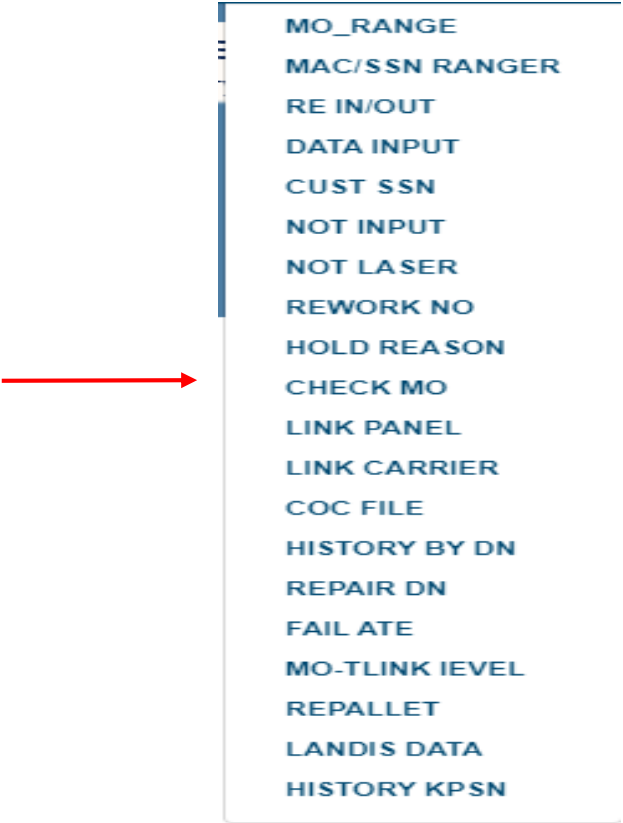 MO_RANGE
MAC/SSN RANGER
RE IN/OUT
DATA INPUT
CUST SSN
NOT INPUT
NOT LASER
REWORK NO
HOLD REASON
CHECK MO
LINK PANEL
LINK CARRIER
COC FILE
HISTORY BY DN
REPAIR DN
FAIL ATE
MO-TLINK IEVEL
REPALLET
LANDIS DATA
HISTORY KPSN